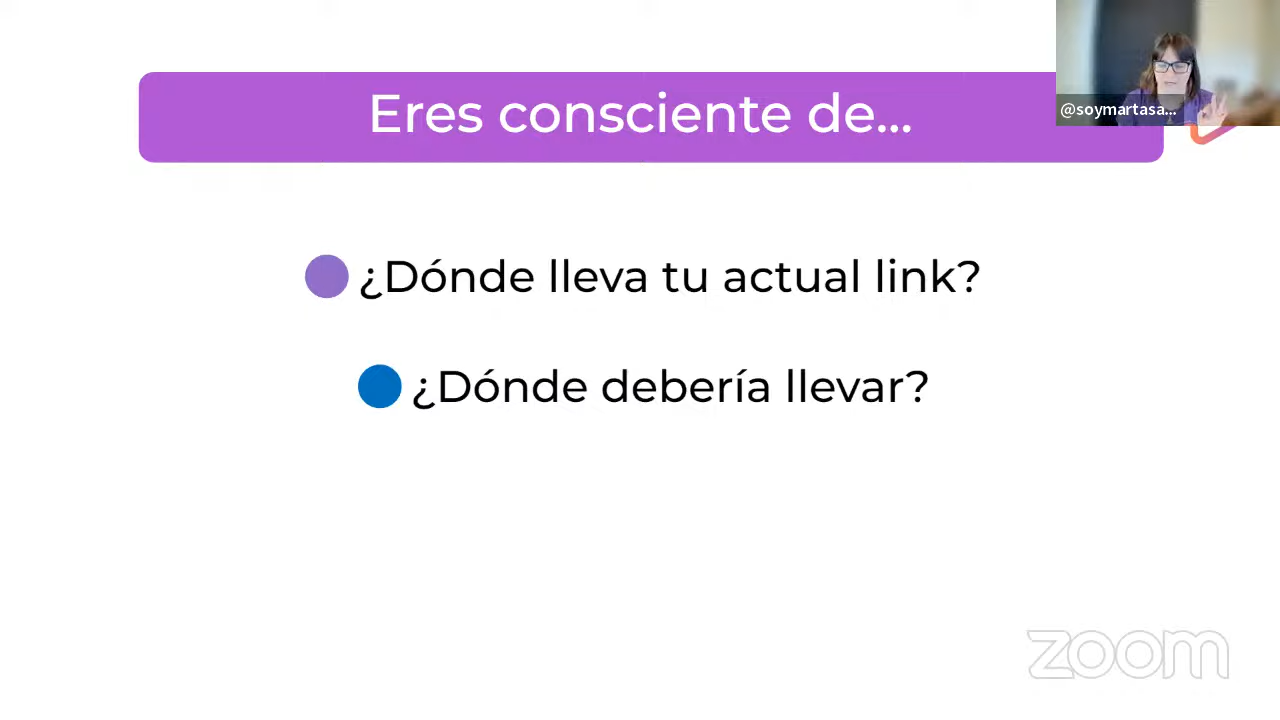 Eres consciente de...
@soymartasa...
¿Dónde lleva tu actual link?
¿Dónde debería llevar?
zoom